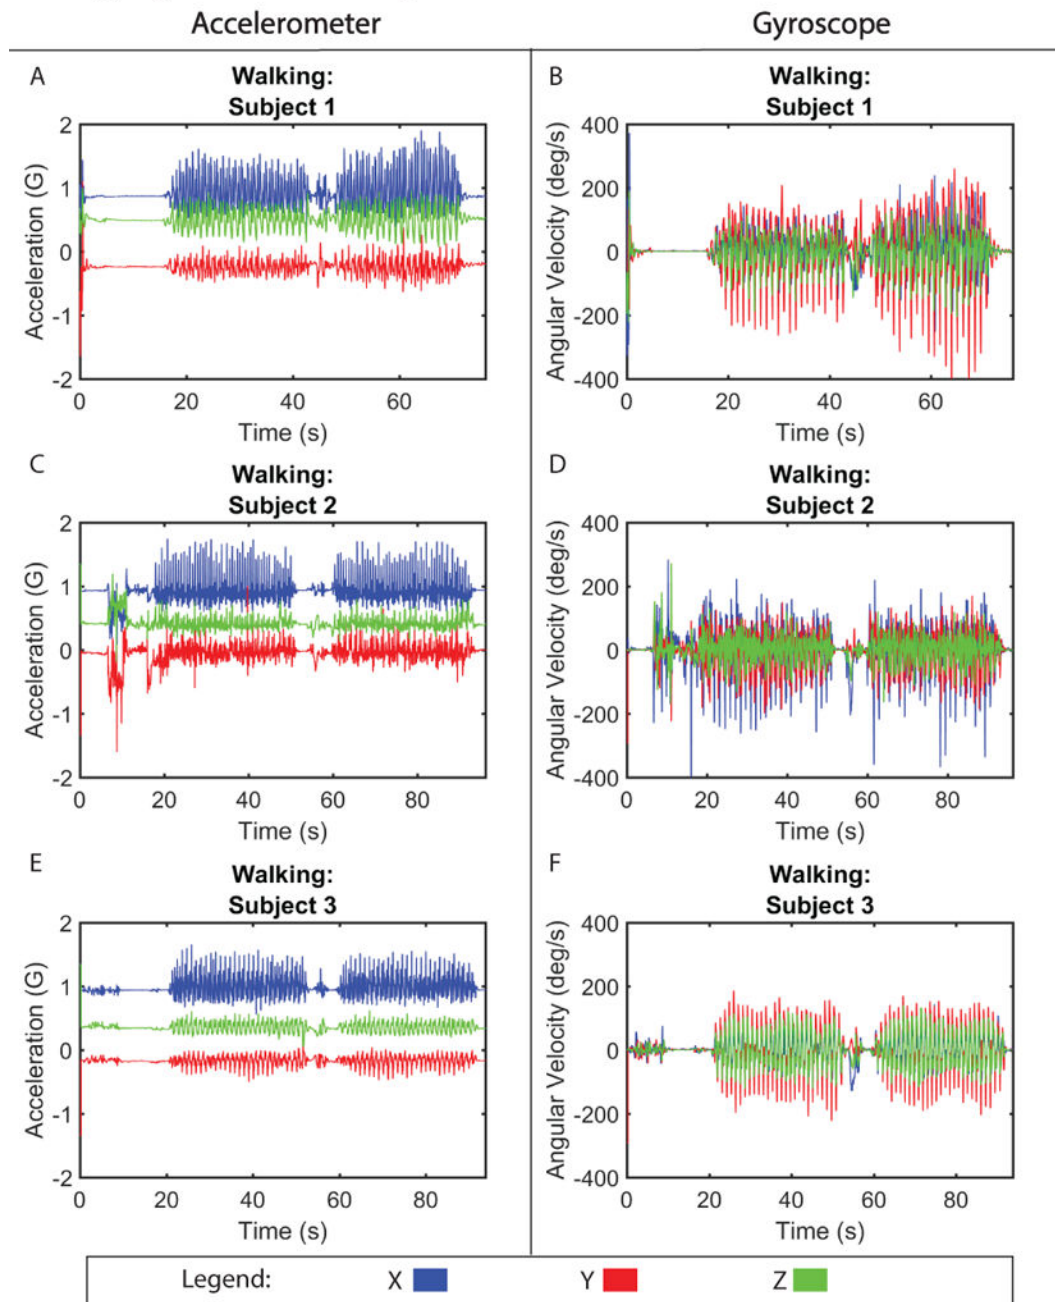 Accelerometer
Gyroscope
A
Walking:
Subject 1
Acceleration (G)
2
1
0
-1
-2
0
20
40
60
Time (s)
B
Walking:
Subject 1
Angular Velocity (deg/s)
400
200
0
-200
-400
0
20
40
60
Time (s)
C
Walking:
Subject 2
Acceleration (G)
2
1
0
-1
-2
0
20
40
60
80
Time (s)
D
Walking:
Subject 2
Angular Velocity (deg/s)
400
200
0
-200
-400
0
20
40
60
80
Time (s)
E
Walking:
Subject 3
Acceleration (G)
2
1
0
-1
-2
0
20
40
60
80
Time (s)
F
Walking:
Subject 3
Angular Velocity (deg/s)
400
200
0
-200
-400
0
20
40
60
80
Time (s)
Legend: X Y Z